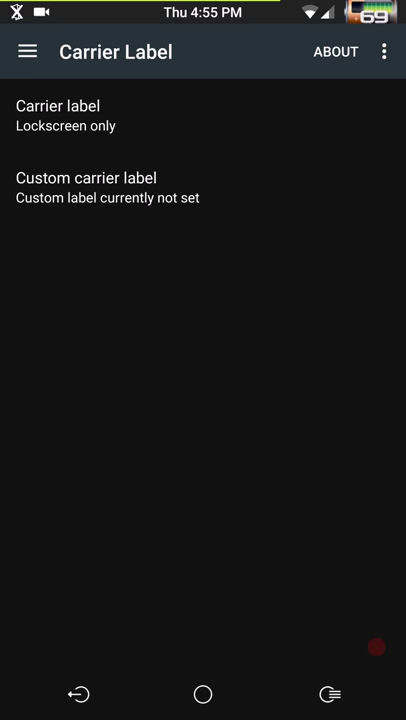 Thu 4:55 PM
69
Carrier Label
ABOUT
Carrier label
Lockscreen only
Custom carrier label
Custom label currently not set